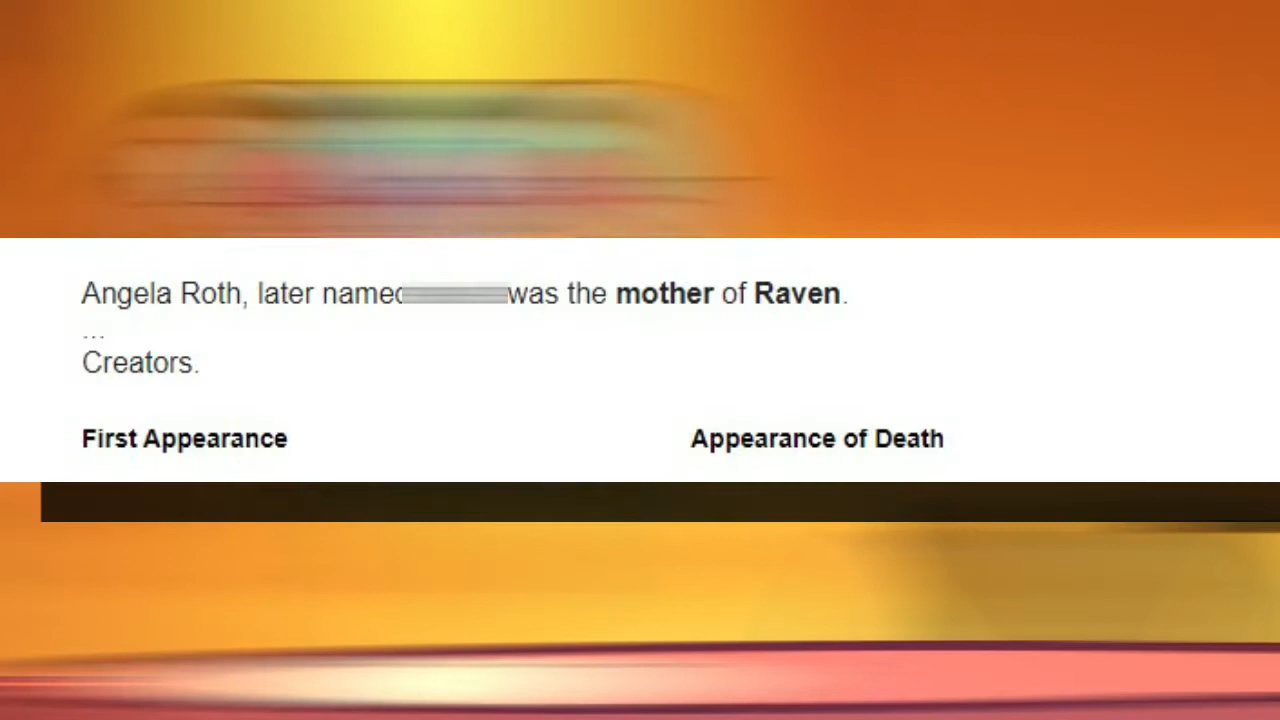 Angela Roth, later named was the mother of Raven.
...
Creators.
First Appearance
Appearance of Death